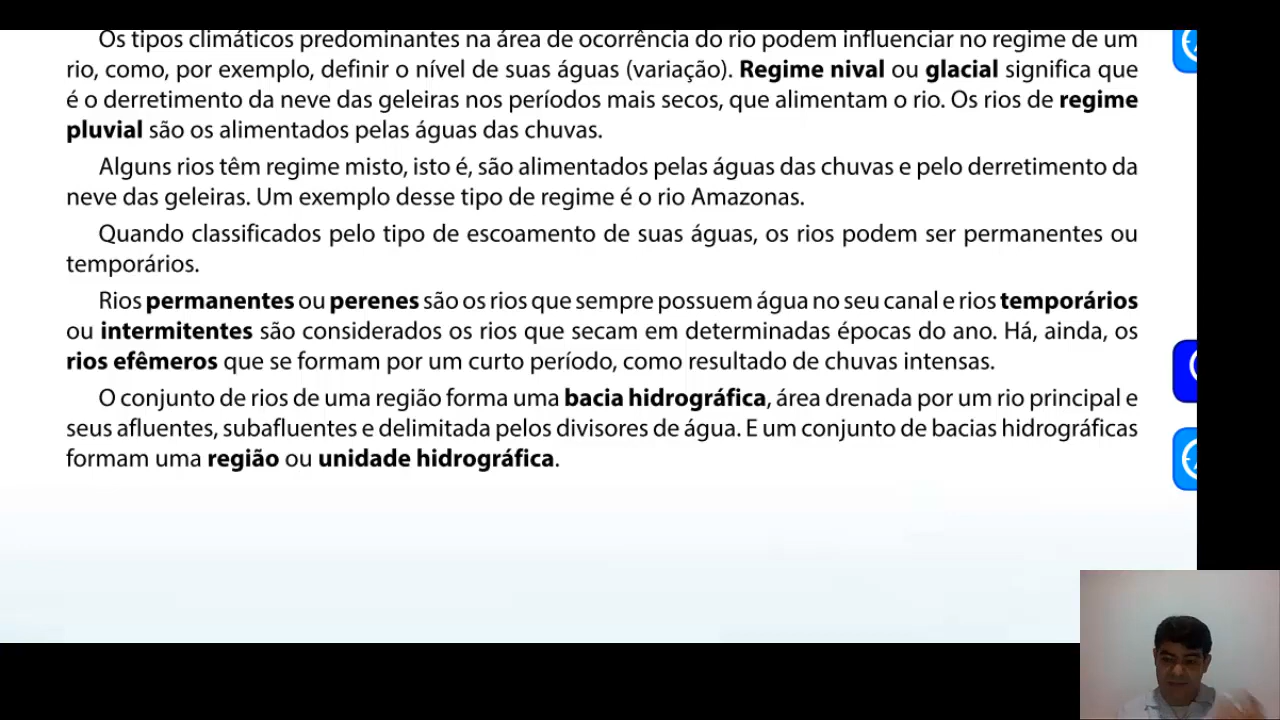 Os tipos climáticos predominantes na área de ocorrência do rio podem influenciar no regime de um
rio, como, por exemplo, definir o nível de suas águas (variação). Regime nival ou glacial significa que
é o derretimento da neve das geleiras nos períodos mais secos, que alimentam o rio. Os rios de regime
pluvial são os alimentados pelas águas das chuvas.
Alguns rios têm regime misto, isto é, são alimentados pelas águas das chuvas e pelo derretimento da
neve das geleiras. Um exemplo desse tipo de regime é o rio Amazonas.
Quando classificados pelo tipo de escoamento de suas águas, os rios podem ser permanentes ou
temporários.
Rios permanentes ou perenes são os rios que sempre possuem água no seu canal e rios temporários
ou intermitentes são considerados os rios que secam em determinadas épocas do ano. Há, ainda, os
rios efêmeros que se formam por um curto período, como resultado de chuvas intensas.
O conjunto de rios de uma região forma uma bacia hidrográfica, área drenada por um rio principal e
seus afluentes, subafluentes e delimitada pelos divisores de água. E um conjunto de bacias hidrográficas
formam uma região ou unidade hidrográfica.